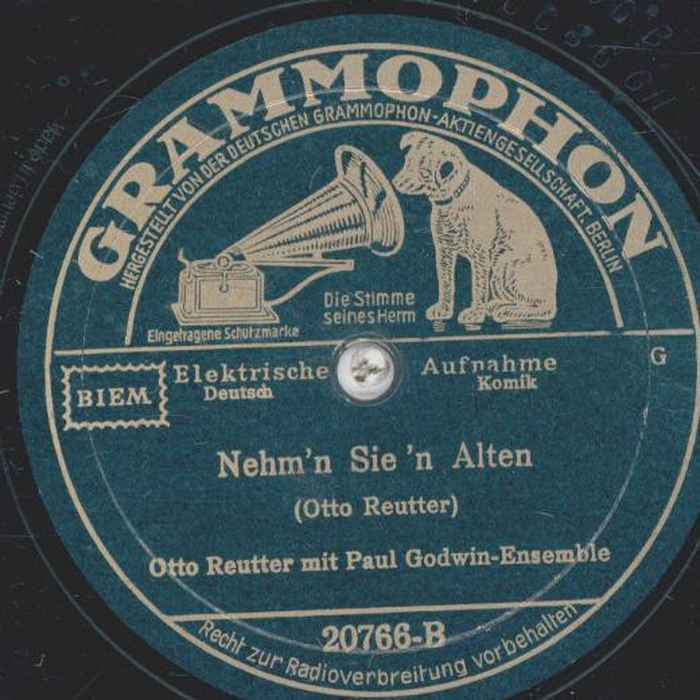 GRAMMOPHON
HERGESTELLT VON DER DEUTSCHEN GRAMMOPHON-AKTIENGESELLSCHAFT. BERLIN
Die Stimme
seines Herrn
Eingetragene Schutzmarke
G
BIEM
Elektrische Aufnahme
Deutsch Komik
Nehm'n Sie 'n Alten
(Otto Reutter)
Otto Reutter mit Paul Godwin-Ensemble
20766-B
Recht zur Radioverbreitung vorbehalten